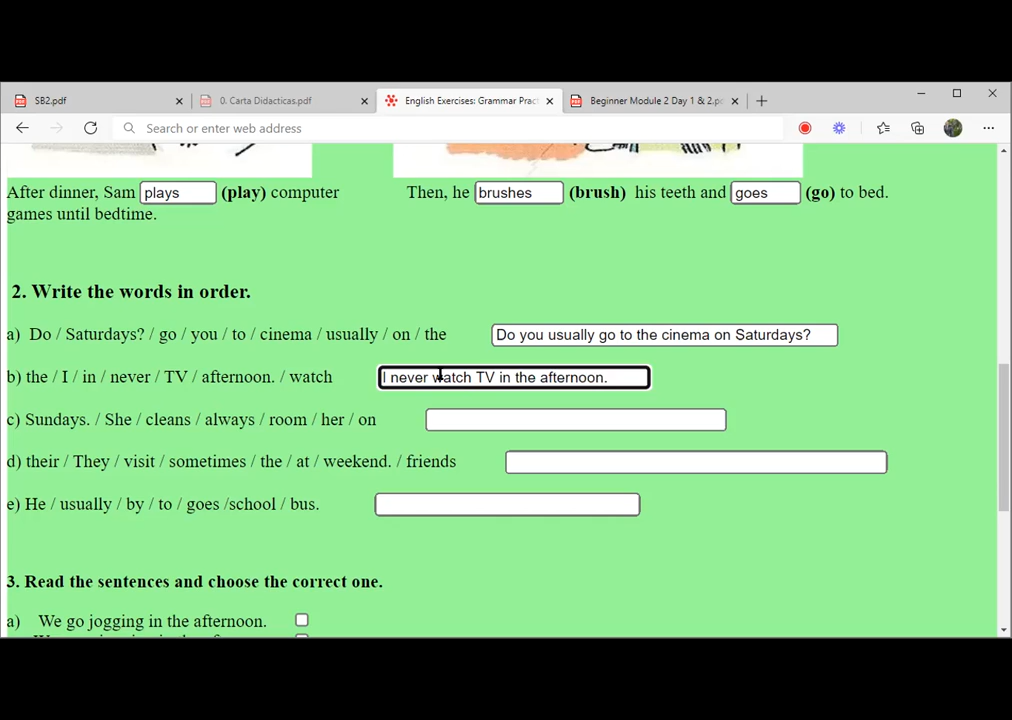 SB2.pdf
0. Carta Didacticas.pdf
English Exercises: Grammar Pract
Beginner Module 2 Day 1 & 2.p
Search or enter web address
After dinner, Sam plays (play) computer games until bedtime.
Then, he brushes (brush) his teeth and goes (go) to bed.
2. Write the words in order.
a) Do / Saturdays? / go / you / to / cinema / usually / on / the Do you usually go to the cinema on Saturdays?
b) the / I / in / never / TV / afternoon. / watch I never watch TV in the afternoon.
c) Sundays. / She / cleans / always / room / her / on
d) their / They / visit / sometimes / the / at / weekend. / friends
e) He / usually / by / to / goes /school / bus.
3. Read the sentences and choose the correct one.
a) We go jogging in the afternoon.